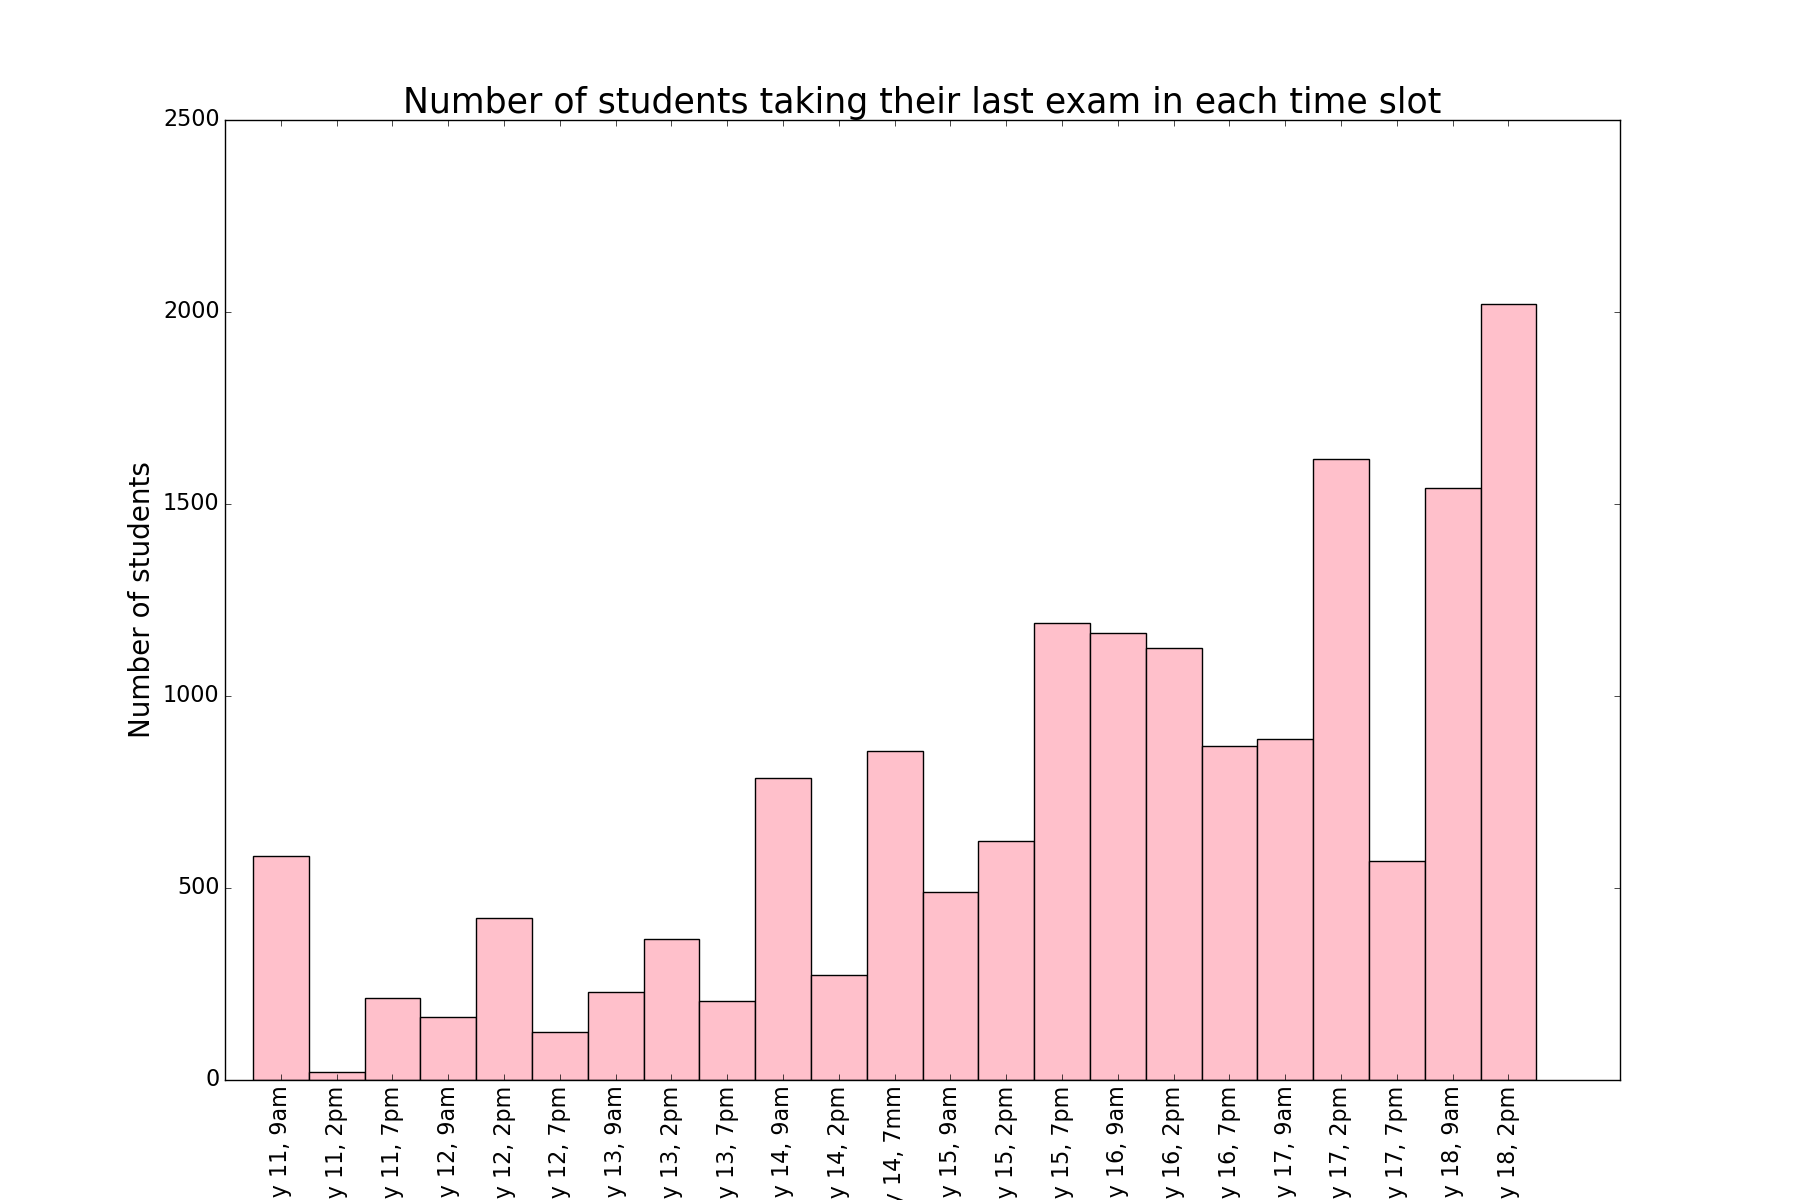 Number of students taking their last exam in each time slot
Number of students
2500
2000
1500
1000
500
0
y 11, 9am
y 11, 2pm
y 11, 7pm
y 12, 9am
y 12, 2pm
y 12, 7pm
y 13, 9am
y 13, 2pm
y 13, 7pm
y 14, 9am
y 14, 2pm
y 14, 7mm
y 15, 9am
y 15, 2pm
y 15, 7pm
y 16, 9am
y 16, 2pm
y 16, 7pm
y 17, 9am
y 17, 2pm
y 17, 7pm
y 18, 9am
y 18, 2pm